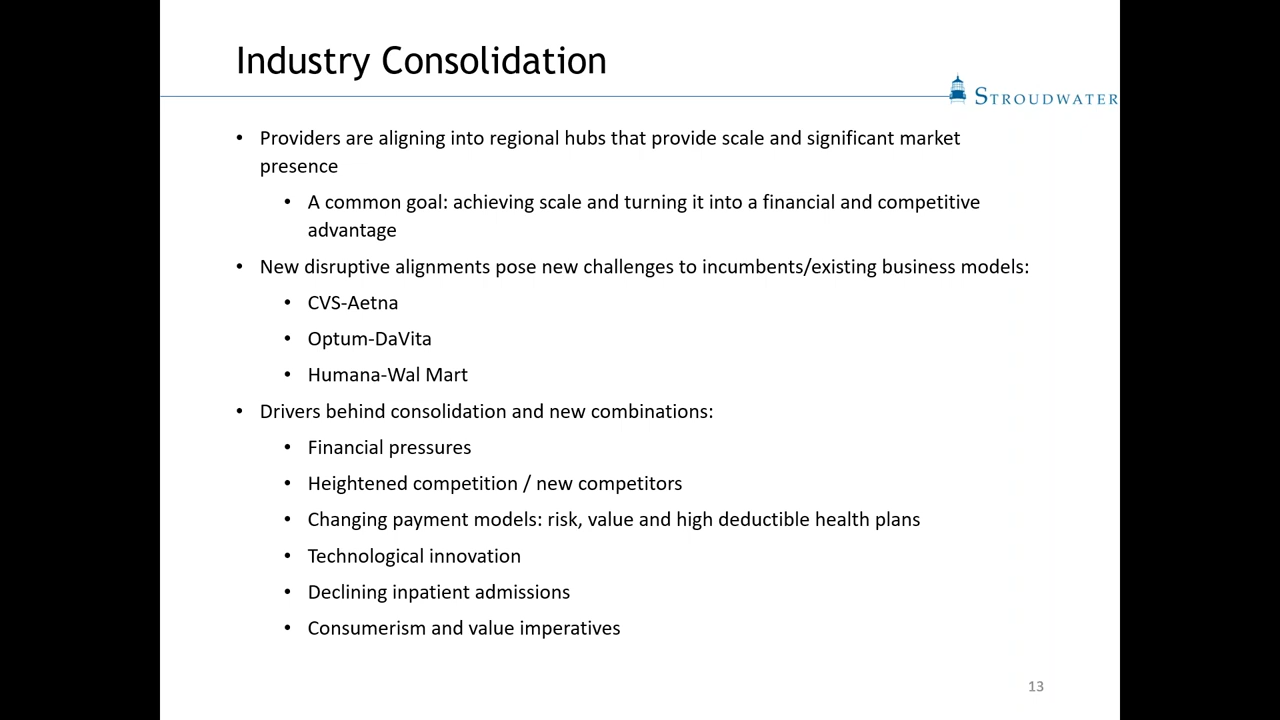 Industry Consolidation
STROUDWATER
• Providers are aligning into regional hubs that provide scale and significant market
presence
• A common goal: achieving scale and turning it into a financial and competitive
advantage
• New disruptive alignments pose new challenges to incumbents/existing business models:
• CVS-Aetna
• Optum-DaVita
• Humana-Wal Mart
• Drivers behind consolidation and new combinations:
• Financial pressures
• Heightened competition / new competitors
• Changing payment models: risk, value and high deductible health plans
• Technological innovation
• Declining inpatient admissions
• Consumerism and value imperatives
13